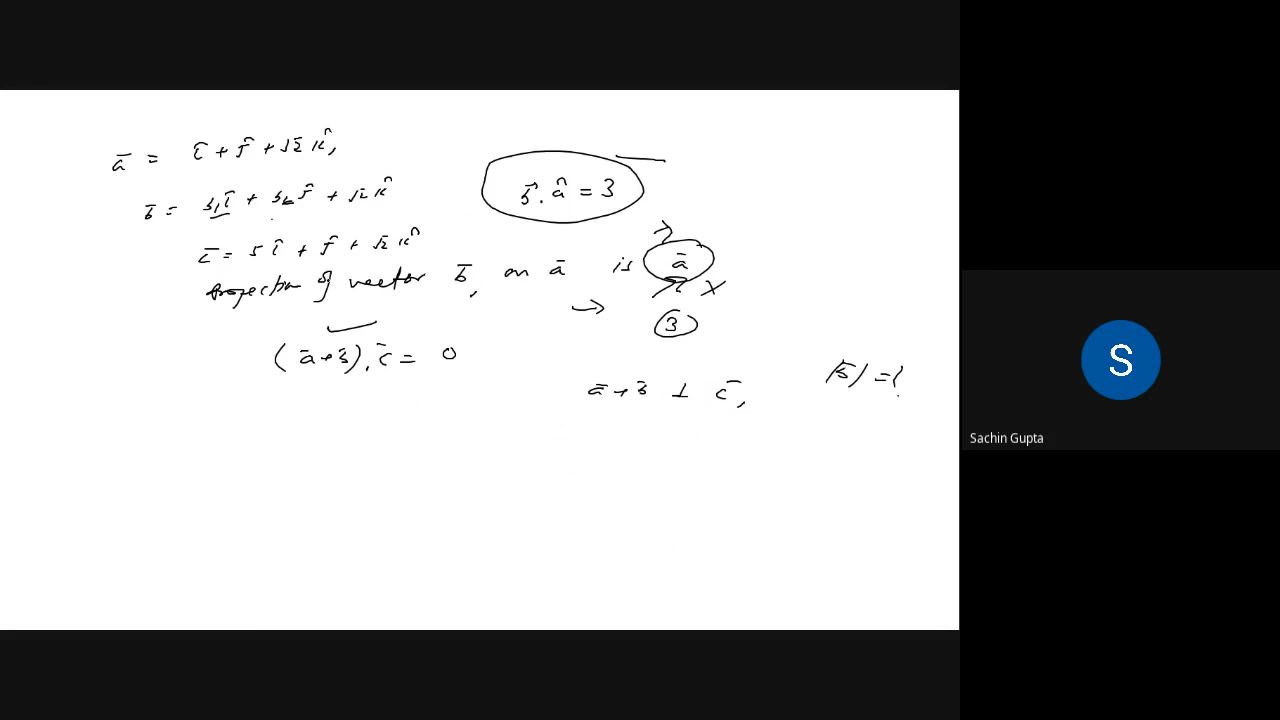 ā = î + ĵ + √2 k̂,
b̄ = b₁î + b₂ĵ + √2 k̂
b⃗ . â = 3
c̄ = 5 î + ĵ + √2 k̂
projection of vector b̄, on ā is ā
→ 3
(ā + b̄) . c̄ = 0
ā + b̄ ⊥ c̄,
|b̄| = ?
S
Sachin Gupta